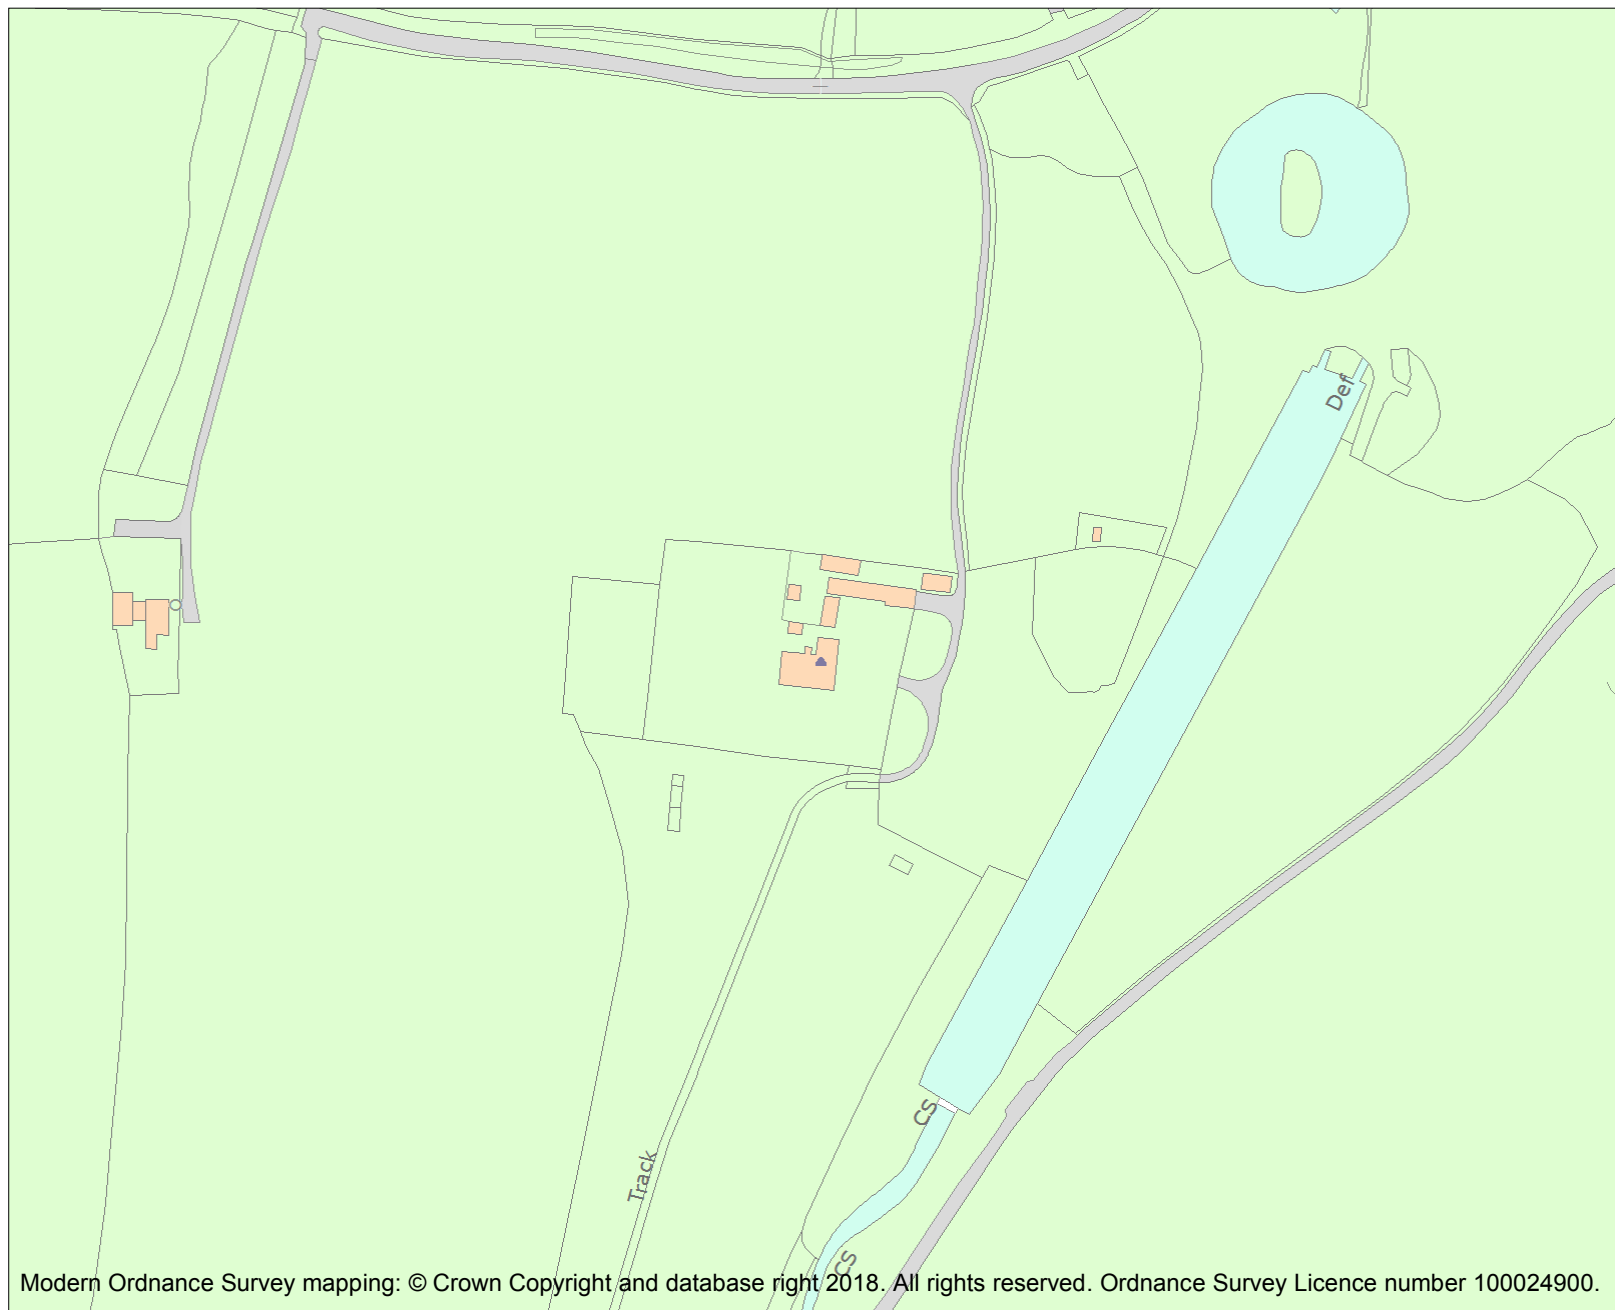 Def
CS
Track
CS
Modern Ordnance Survey mapping: © Crown Copyright and database right 2018. All rights reserved. Ordnance Survey Licence number 100024900.